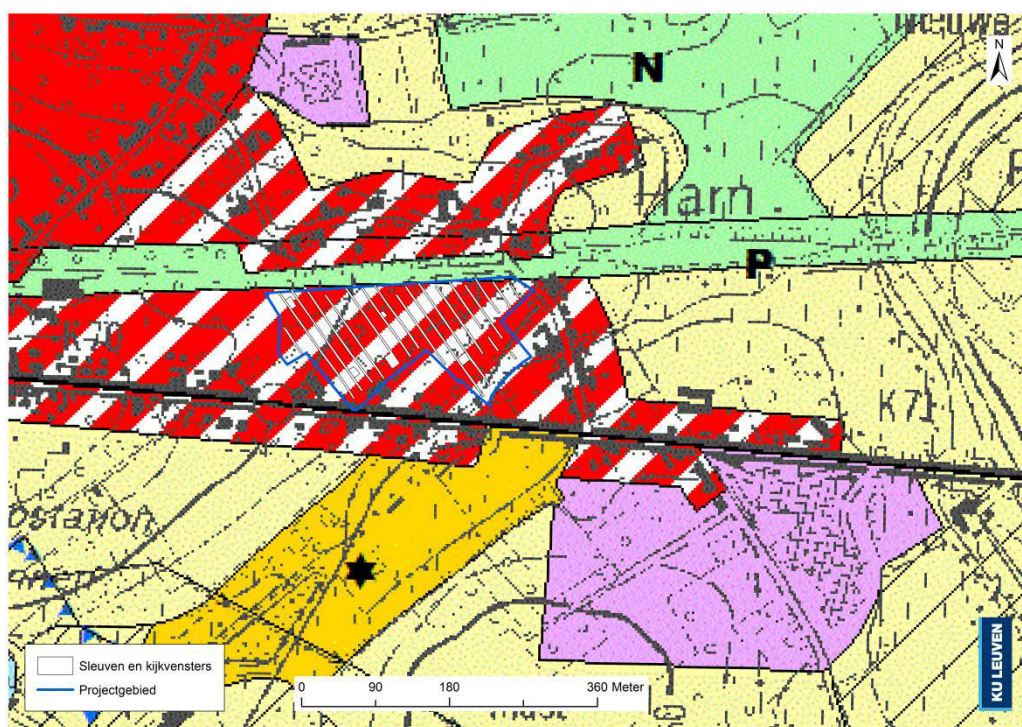 N
N
Harn
P
K71
Sleuven en kijkvensters
Projectgebied
0 90 180 360 Meter
KU LEUVEN